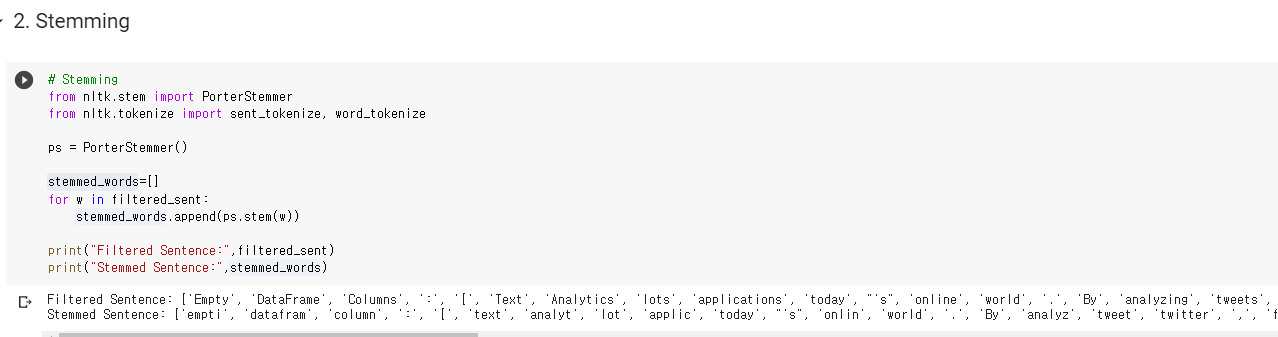 2. Stemming
# Stemming
from nltk.stem import PorterStemmer
from nltk.tokenize import sent_tokenize, word_tokenize
ps = PorterStemmer()
stemmed_words=[]
for w in filtered_sent:
    stemmed_words.append(ps.stem(w))
print("Filtered Sentence:",filtered_sent)
print("Stemmed Sentence:",stemmed_words)
Filtered Sentence: ['Empty', 'DataFrame', 'Columns', ':', '[', 'Text', 'Analytics', 'lots', 'applications', 'today', "'s", 'online', 'world', '.', 'By', 'analyzing', 'tweets',
Stemmed Sentence: ['empti', 'datafram', 'column', ':', '[', 'text', 'analyt', 'lot', 'applic', 'today', "'s", 'onlin', 'world', '.', 'By', 'analyz', 'tweet', 'twitter', ',', 'f